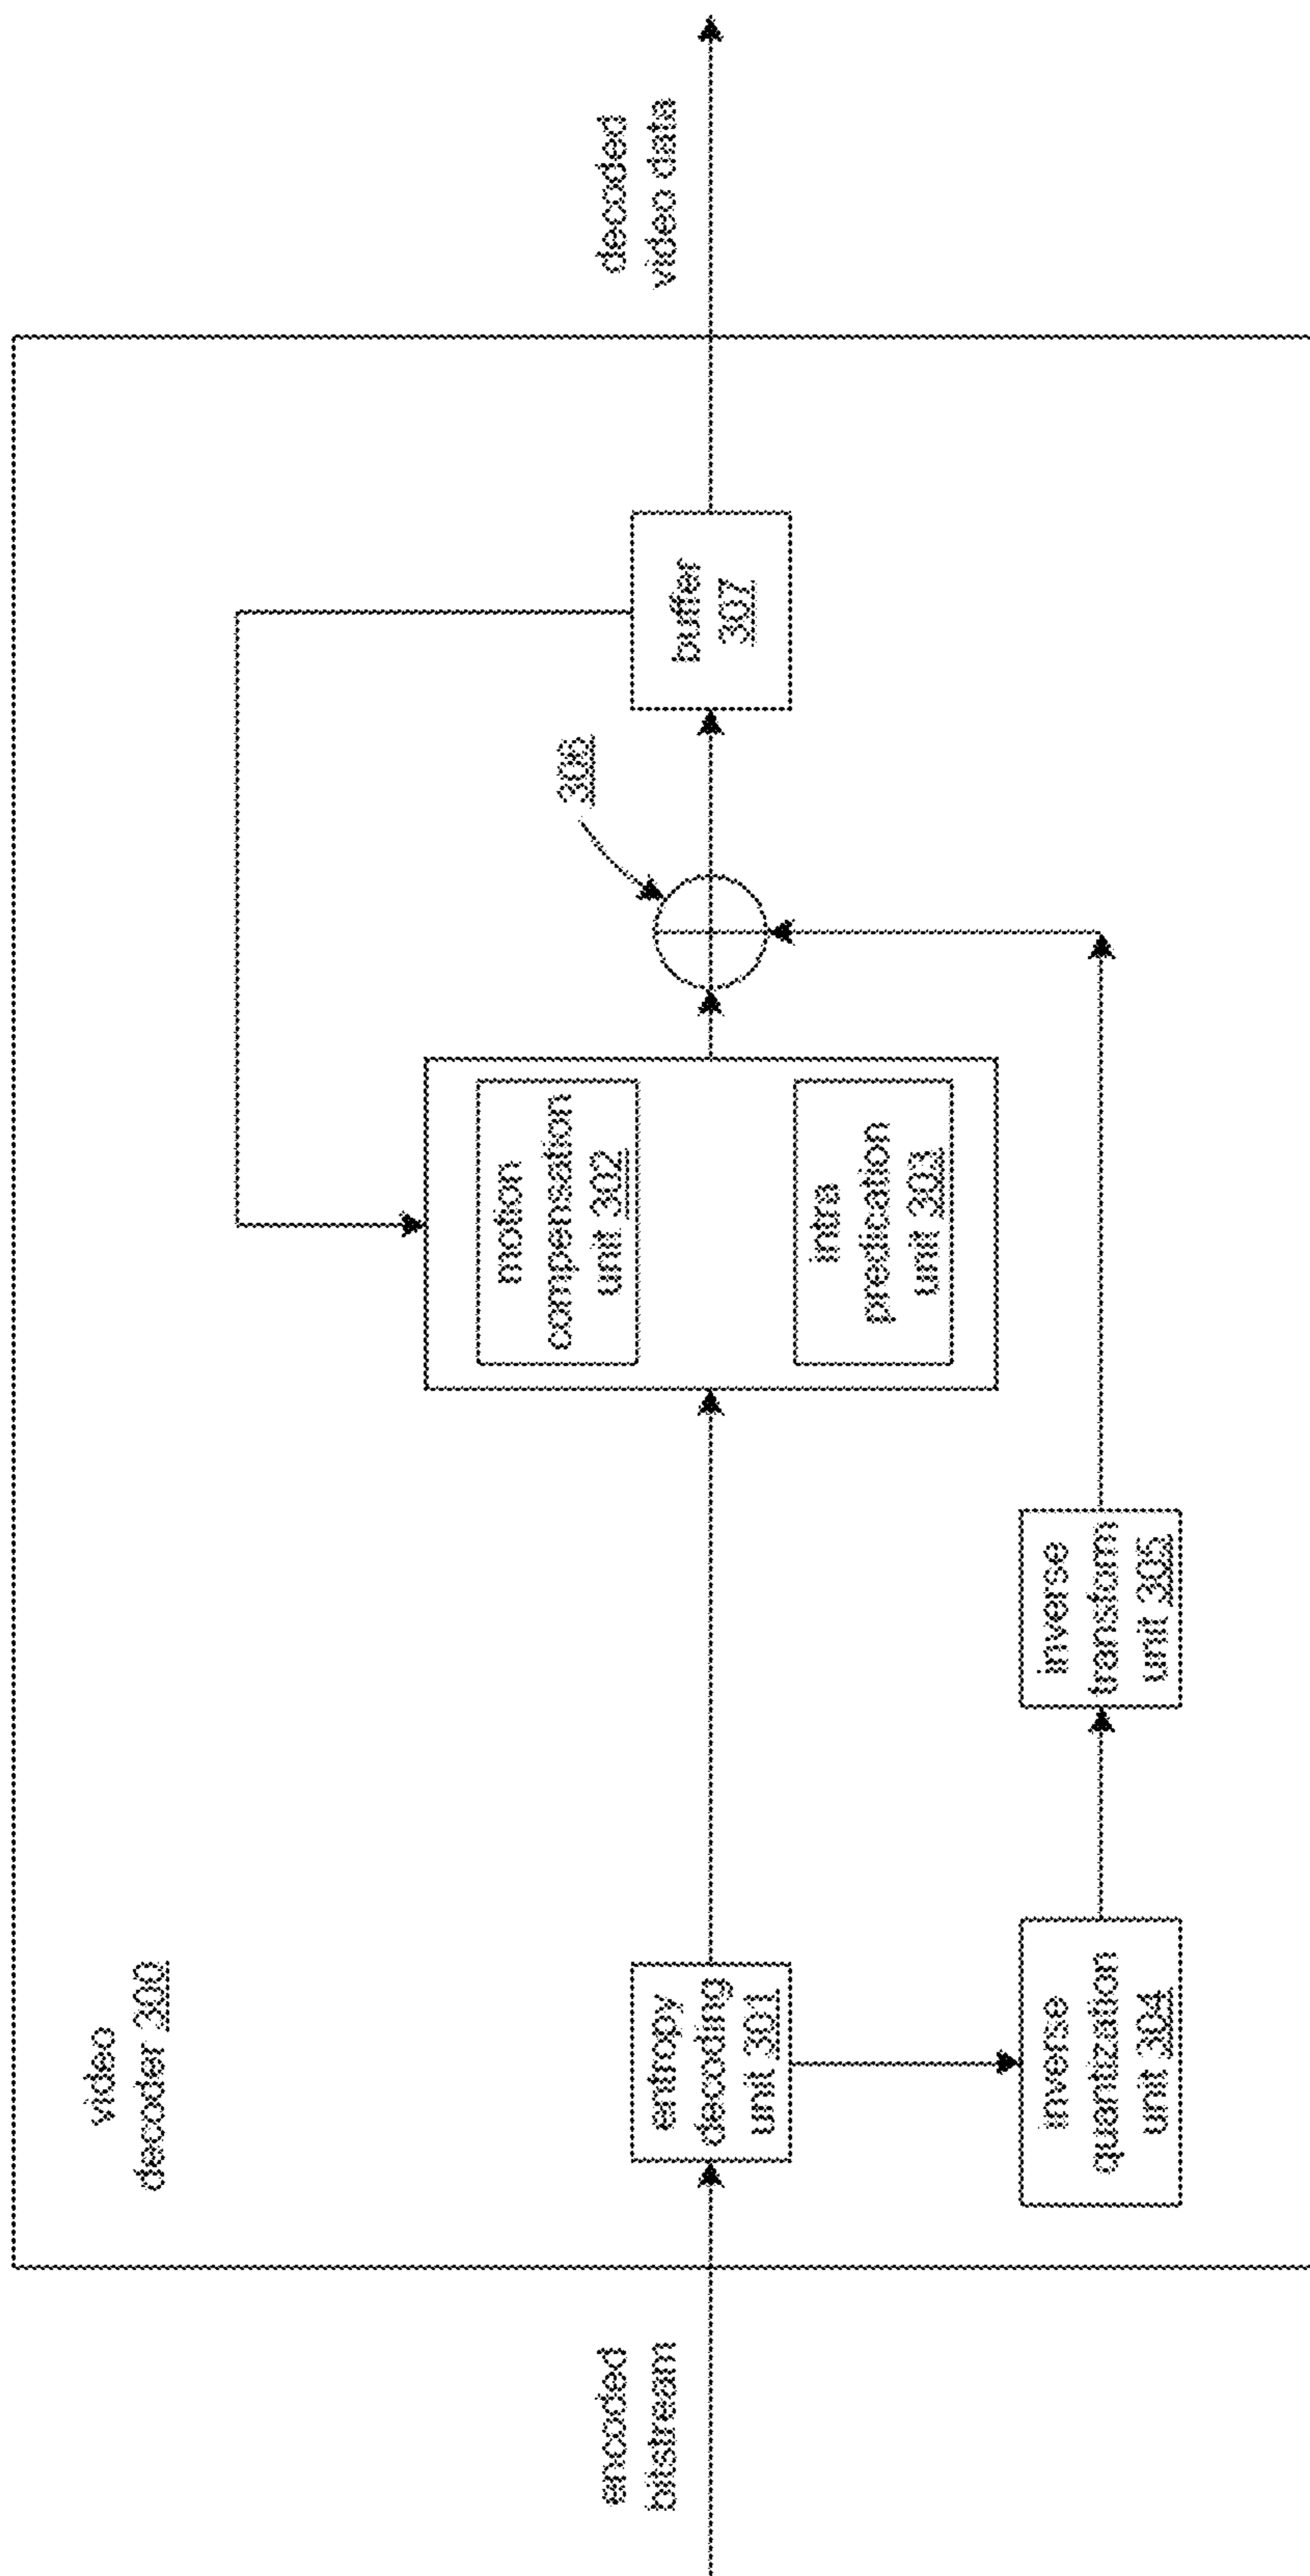 video
decoder 300
encoded
bitstream
entropy
decoding
unit 301
inverse
quantization
unit 304
inverse
transform
unit 305
motion
compensation
unit 302
intra
predication
unit 303
306
buffer
307
decoded
video data